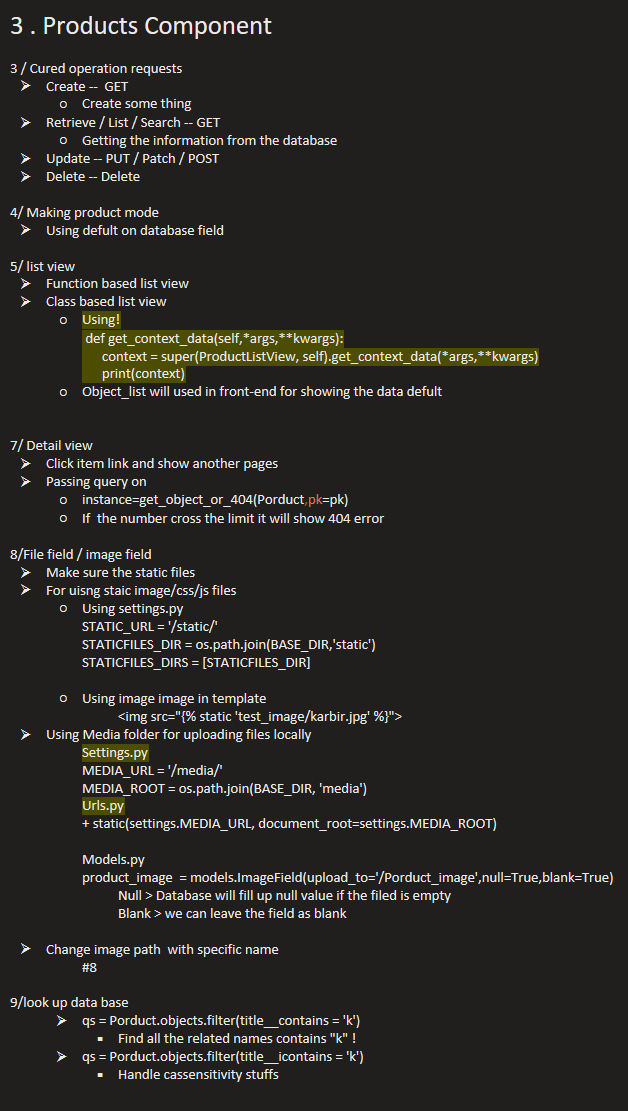 3 . Products Component
3 / Cured operation requests
➢ Create -- GET
o Create some thing
➢ Retrieve / List / Search -- GET
o Getting the information from the database
➢ Update -- PUT / Patch / POST
➢ Delete -- Delete
4/ Making product mode
➢ Using defult on database field
5/ list view
➢ Function based list view
➢ Class based list view
o Using!
def get_context_data(self,*args,**kwargs):
context = super(ProductListView, self).get_context_data(*args,**kwargs)
print(context)
o Object_list will used in front-end for showing the data defult
7/ Detail view
➢ Click item link and show another pages
➢ Passing query on
o instance=get_object_or_404(Porduct,pk=pk)
o If the number cross the limit it will show 404 error
8/File field / image field
➢ Make sure the static files
➢ For uisng staic image/css/js files
o Using settings.py
STATIC_URL = '/static/'
STATICFILES_DIR = os.path.join(BASE_DIR,'static')
STATICFILES_DIRS = [STATICFILES_DIR]
o Using image image in template
<img src="{% static 'test_image/karbir.jpg' %}">
➢ Using Media folder for uploading files locally
Settings.py
MEDIA_URL = '/media/'
MEDIA_ROOT = os.path.join(BASE_DIR, 'media')
Urls.py
+ static(settings.MEDIA_URL, document_root=settings.MEDIA_ROOT)
Models.py
product_image = models.ImageField(upload_to='/Porduct_image',null=True,blank=True)
Null > Database will fill up null value if the filed is empty
Blank > we can leave the field as blank
➢ Change image path with specific name
#8
9/look up data base
➢ qs = Porduct.objects.filter(title__contains = 'k')
▪ Find all the related names contains "k" !
➢ qs = Porduct.objects.filter(title__icontains = 'k')
▪ Handle cassensitivity stuffs